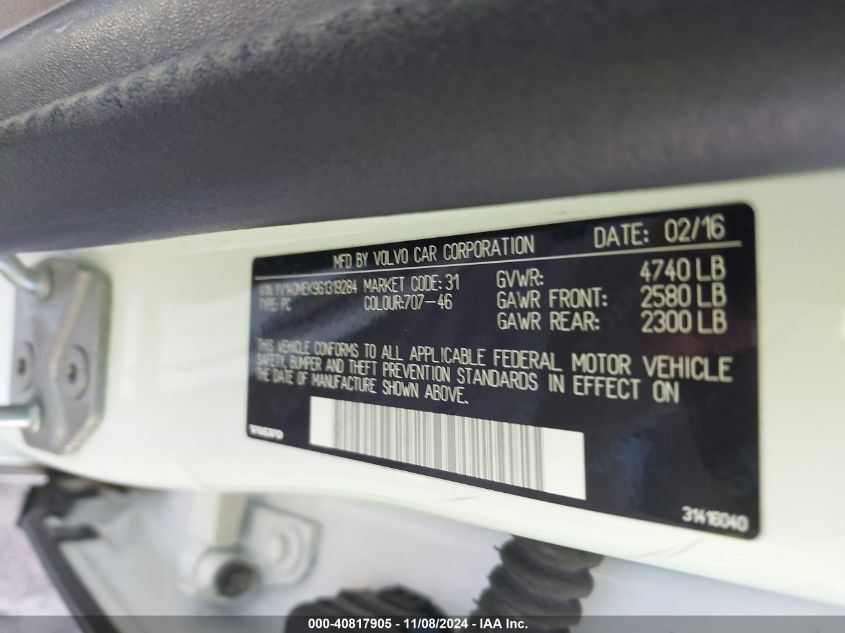 MFD BY VOLVO CAR CORPORATION DATE: 02/16
VIN: YV140MEK9G1319284 MARKET CODE: 31 GVWR: 4740 LB
TYPE: PC COLOUR:707-46 GAWR FRONT: 2580 LB
GAWR REAR: 2300 LB
THIS VEHICLE CONFORMS TO ALL APPLICABLE FEDERAL MOTOR VEHICLE
SAFETY, BUMPER AND THEFT PREVENTION STANDARDS IN EFFECT ON
THE DATE OF MANUFACTURE SHOWN ABOVE.
VOLVO
31416040
000-40817905 - 11/08/2024 - IAA Inc.